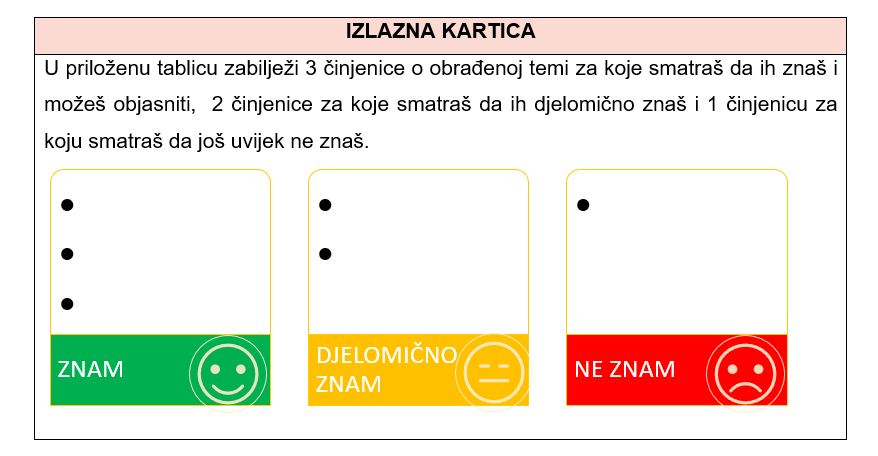 IZLAZNA KARTICA
U priloženu tablicu zabilježi 3 činjenice o obrađenoj temi za koje smatraš da ih znaš i
možeš objasniti, 2 činjenice za koje smatraš da ih djelomično znaš i 1 činjenicu za
koju smatraš da još uvijek ne znaš.
ZNAM
DJELOMIČNO
ZNAM
NE ZNAM